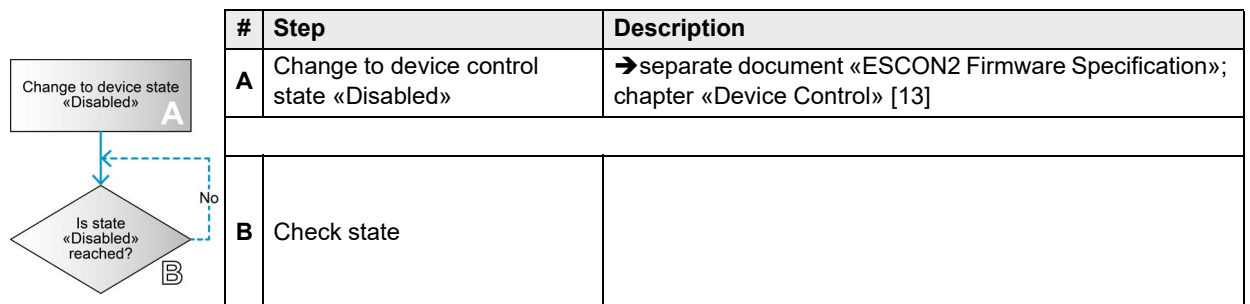 Change to device state
«Disabled»
A
No
Is state
«Disabled»
reached?
B
# Step Description
A Change to device control state «Disabled» ➔separate document «ESCON2 Firmware Specification»; chapter «Device Control» [13]
B Check state